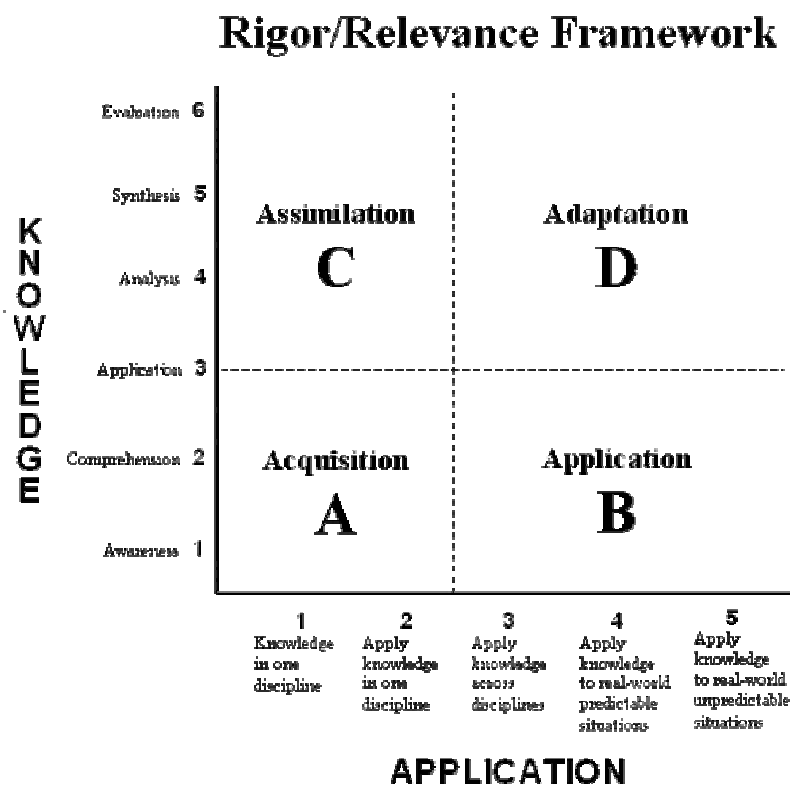 Rigor/Relevance Framework
KNOWLEDGE
Evaluation 6
Synthesis 5
Analysis 4
Application 3
Comprehension 2
Awareness 1
Assimilation
C
Adaptation
D
Acquisition
A
Application
B
1
Knowledge
in one
discipline
2
Apply
knowledge
in one
discipline
3
Apply
knowledge
across
disciplines
4
Apply
knowledge
to real-world
predictable
situations
5
Apply
knowledge
to real-world
unpredictable
situations
APPLICATION